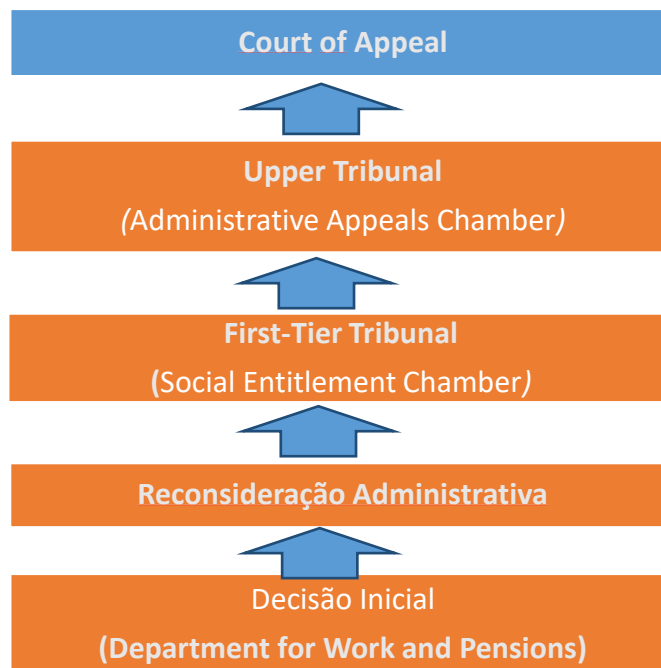 Court of Appeal
Upper Tribunal
(Administrative Appeals Chamber)
First-Tier Tribunal
(Social Entitlement Chamber)
Reconsideração Administrativa
Decisão Inicial
(Department for Work and Pensions)